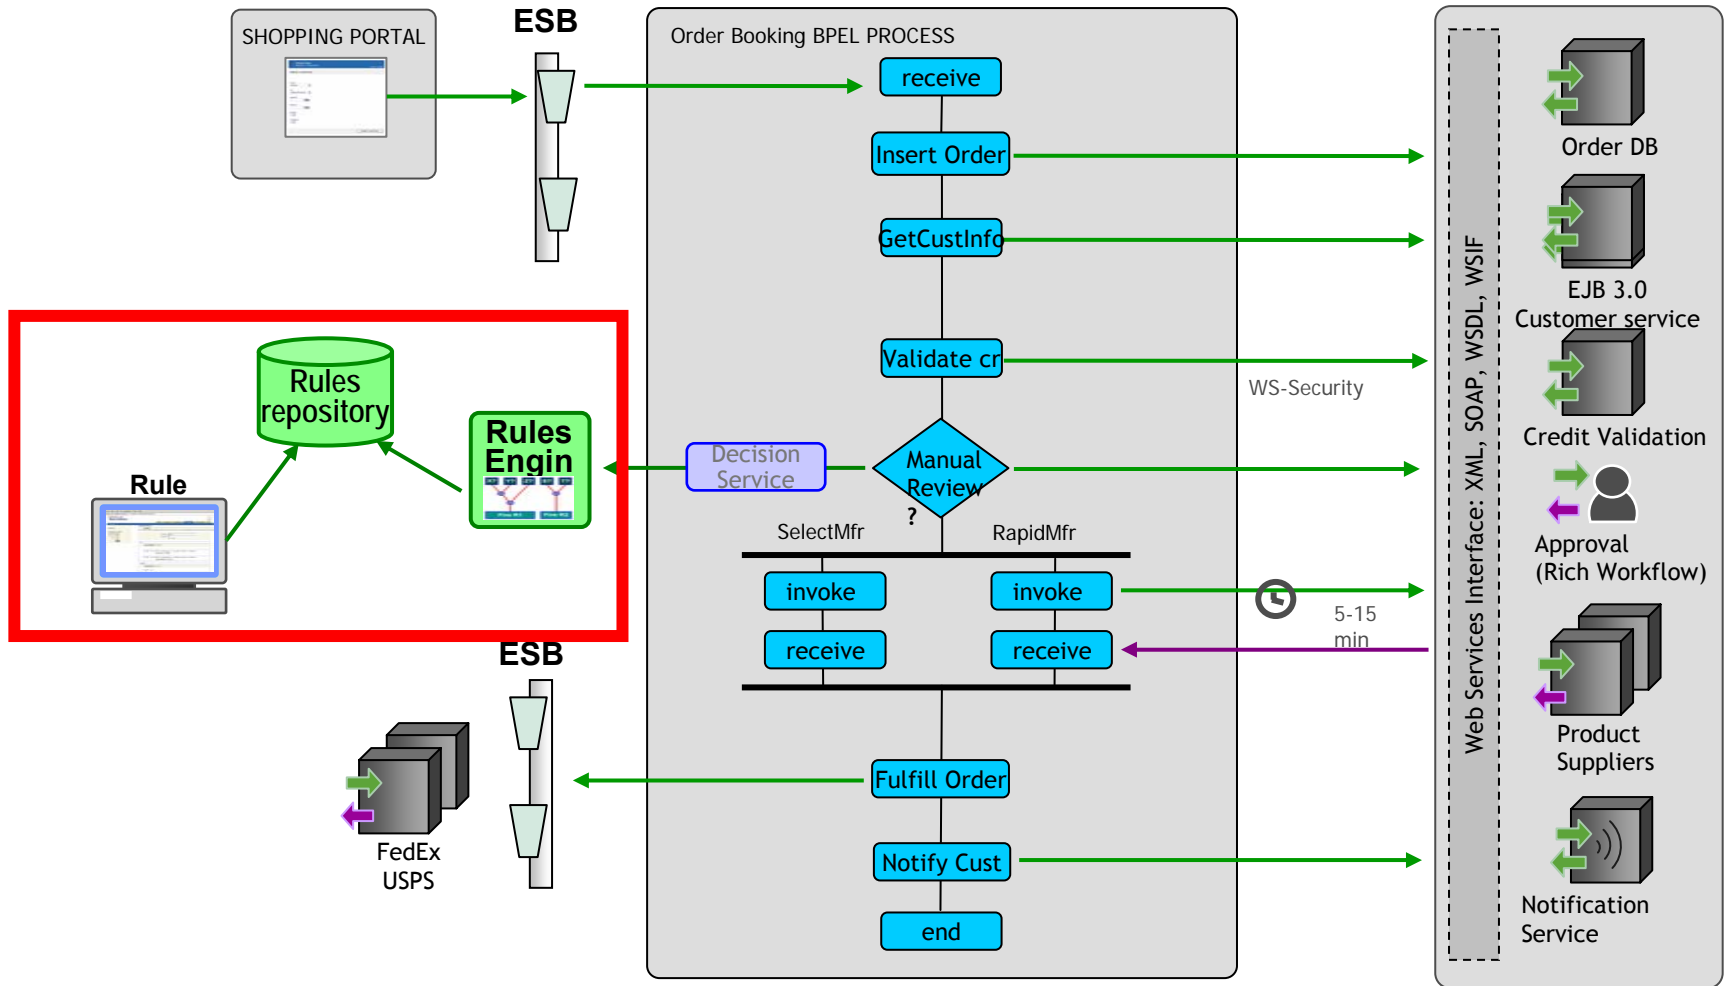 SHOPPING PORTAL
ESB
Order Booking BPEL PROCESS
receive
Insert Order
GetCustInfo
Validate cr
WS-Security
Manual
Review
?
Decision
Service
Rules
repository
Rules
Engin
Rule
SelectMfr
RapidMfr
invoke
invoke
receive
receive
5-15
min
ESB
Fulfill Order
FedEx
USPS
Notify Cust
end
Web Services Interface: XML, SOAP, WSDL, WSIF
Order DB
EJB 3.0
Customer service
Credit Validation
Approval
(Rich Workflow)
Product
Suppliers
Notification
Service